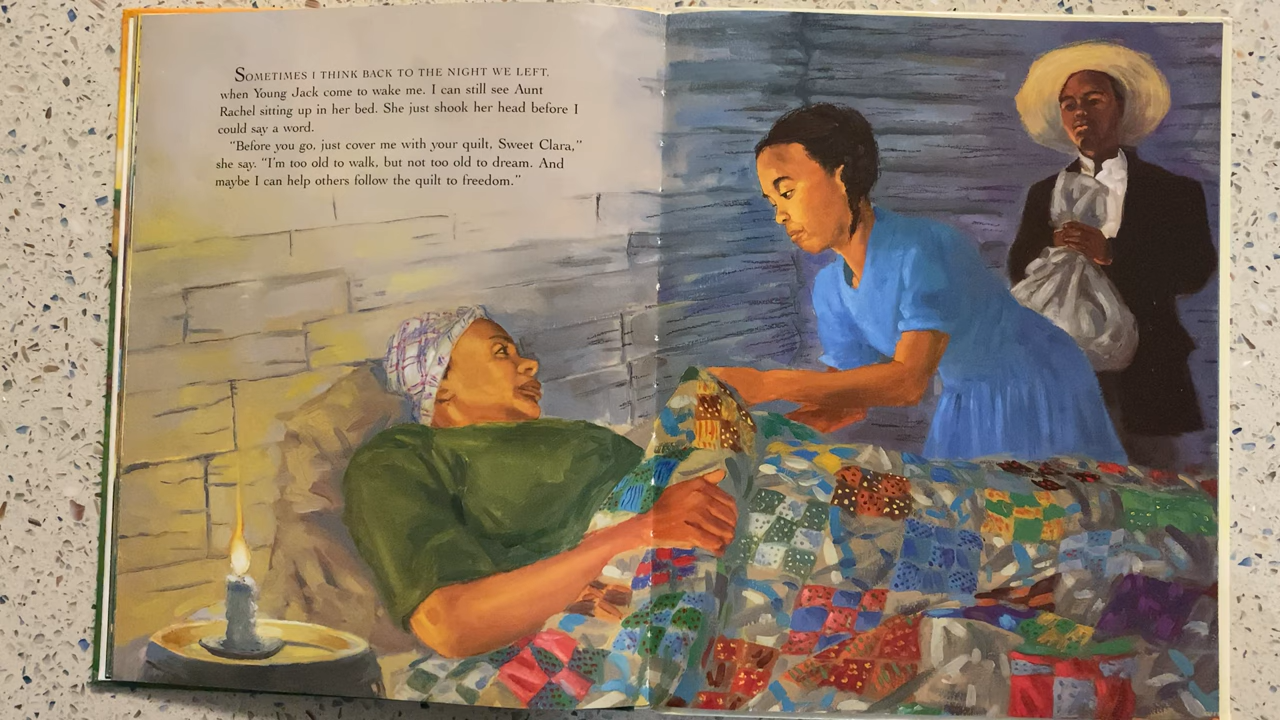 SOMETIMES I THINK BACK TO THE NIGHT WE LEFT,
when Young Jack come to wake me. I can still see Aunt
Rachel sitting up in her bed. She just shook her head before I
could say a word.
"Before you go, just cover me with your quilt, Sweet Clara,"
she say. "I'm too old to walk, but not too old to dream. And
maybe I can help others follow the quilt to freedom."